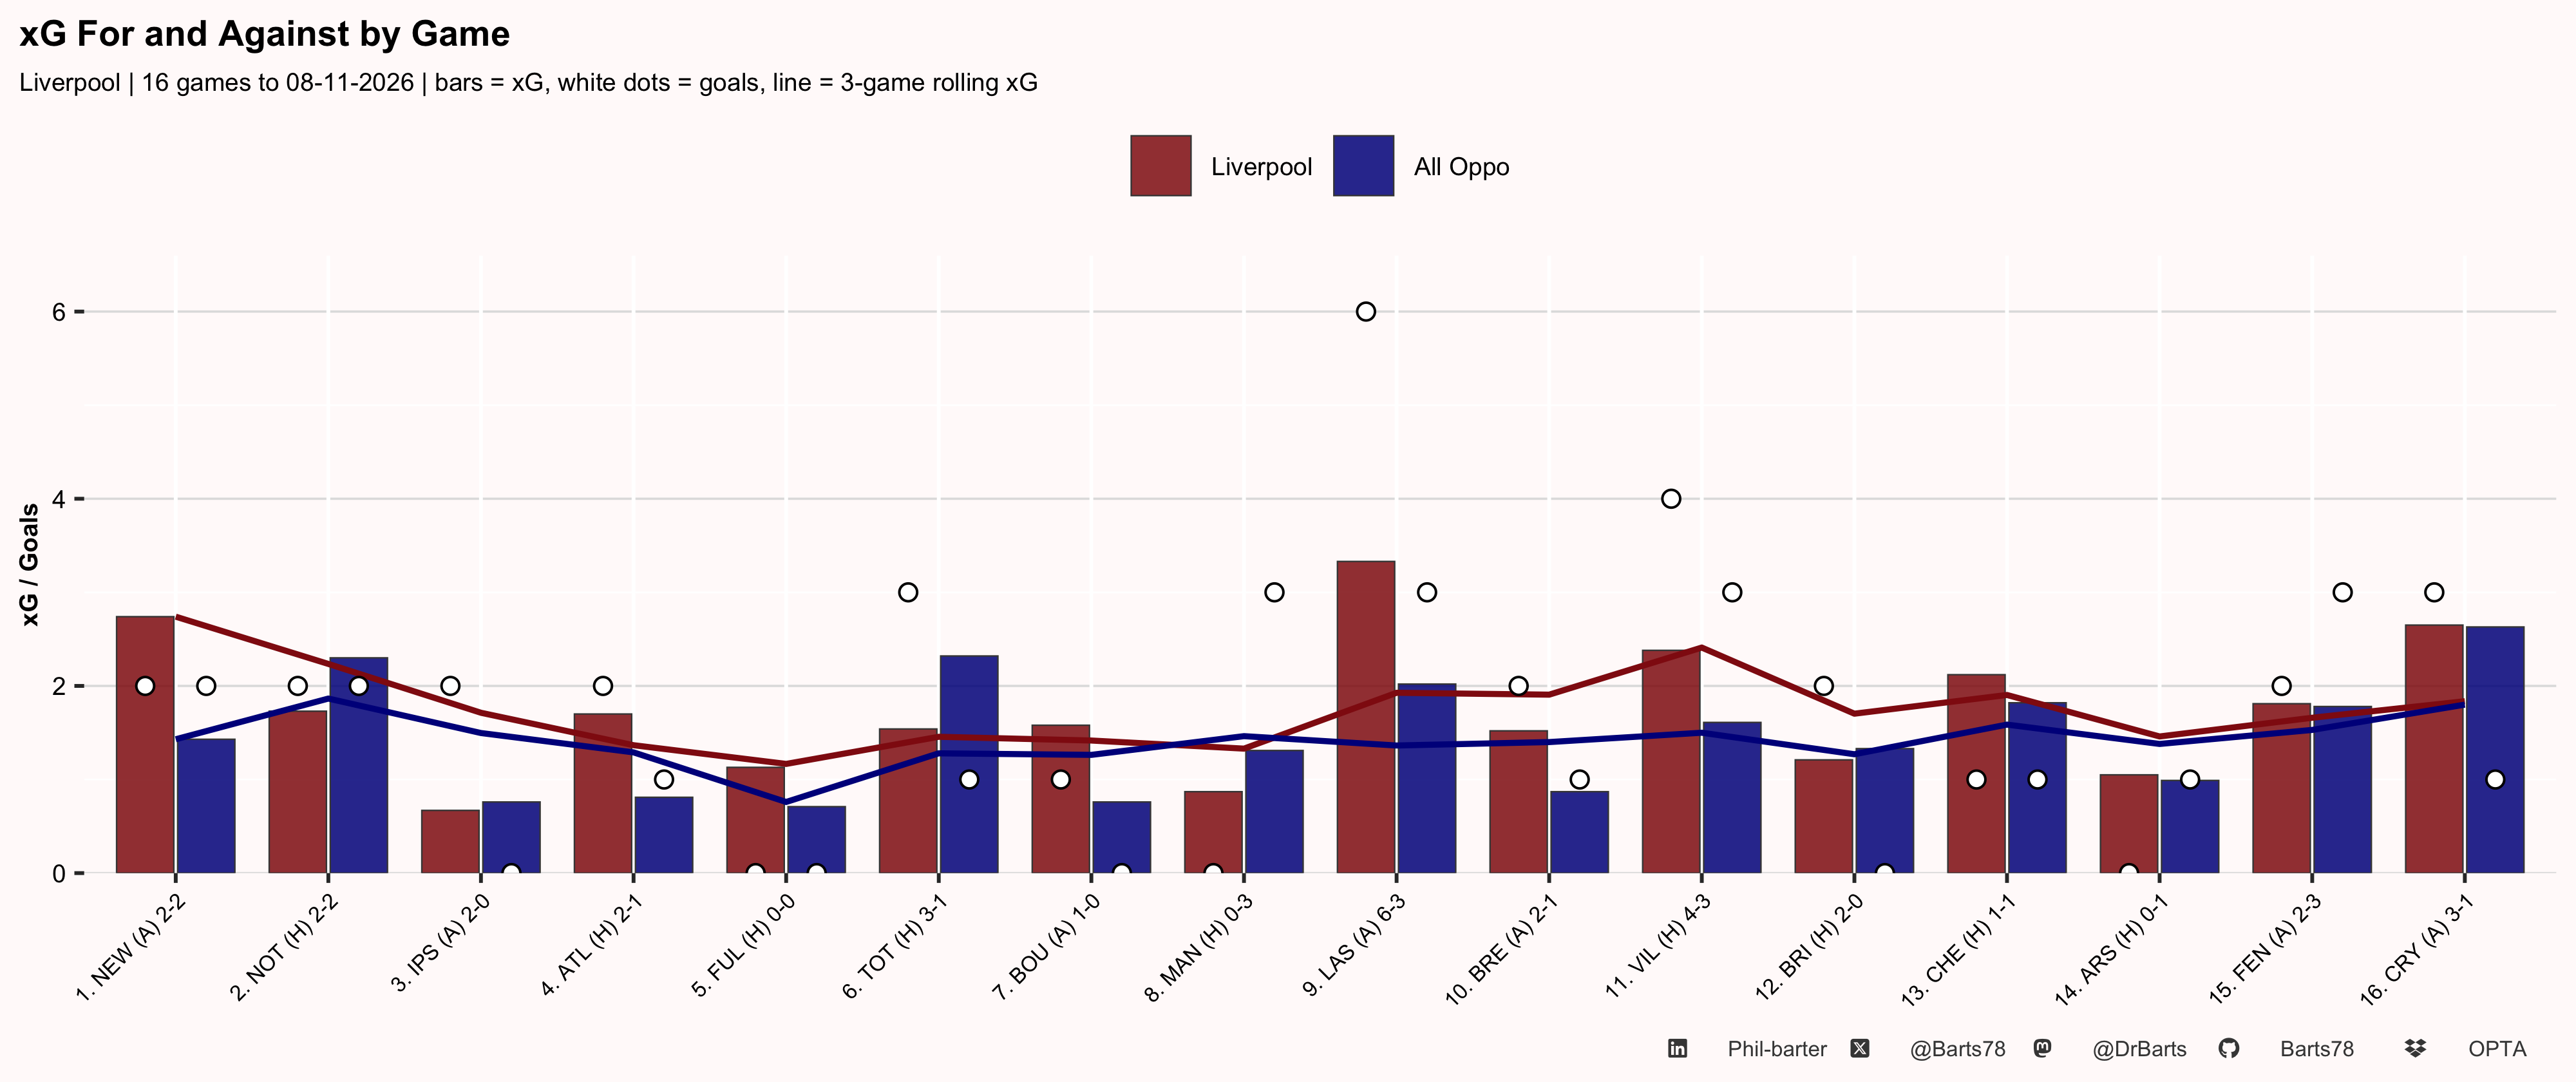 xG For and Against by Game
Liverpool | 16 games to 08-11-2026 | bars = xG, white dots = goals, line = 3-game rolling xG
Liverpool
All Oppo
xG / Goals
6
4
2
0
1. NEW (A) 2-2
2. NOT (H) 2-2
3. IPS (A) 2-0
4. ATL (H) 2-1
5. FUL (H) 0-0
6. TOT (H) 3-1
7. BOU (A) 1-0
8. MAN (H) 0-3
9. LAS (A) 6-3
10. BRE (A) 2-1
11. VIL (H) 4-3
12. BRI (H) 2-0
13. CHE (H) 1-1
14. ARS (H) 0-1
15. FEN (A) 2-3
16. CRY (A) 3-1
Phil-barter
@Barts78
@DrBarts
Barts78
OPTA